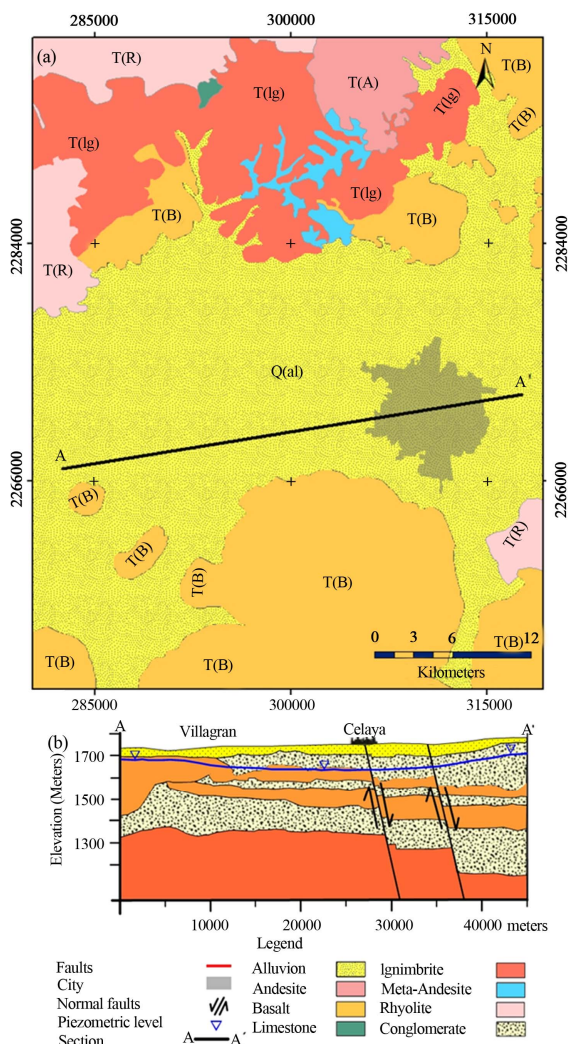 285000 300000 315000
(a)
N
T(R) T(lg) T(A) T(B)
T(lg) T(B)
T(lg)
T(lg)
T(B) T(B)
2284000 2284000
T(R)
Q(al)
A'
A
2266000 2266000
T(B)
T(R)
T(B)
T(B) T(B)
T(B)
T(B) T(B)
0 3 6 12
Kilometers
285000 300000 315000
A A'
(b) Villagran Celaya
Elevation (Meters)
1700
1500
1300
10000 20000 30000 40000 meters
Legend
Faults Alluvion lgnimbrite
City Andesite Meta-Andesite
Normal faults Basalt Rhyolite
Piezometric level Limestone Conglomerate
Section A A'